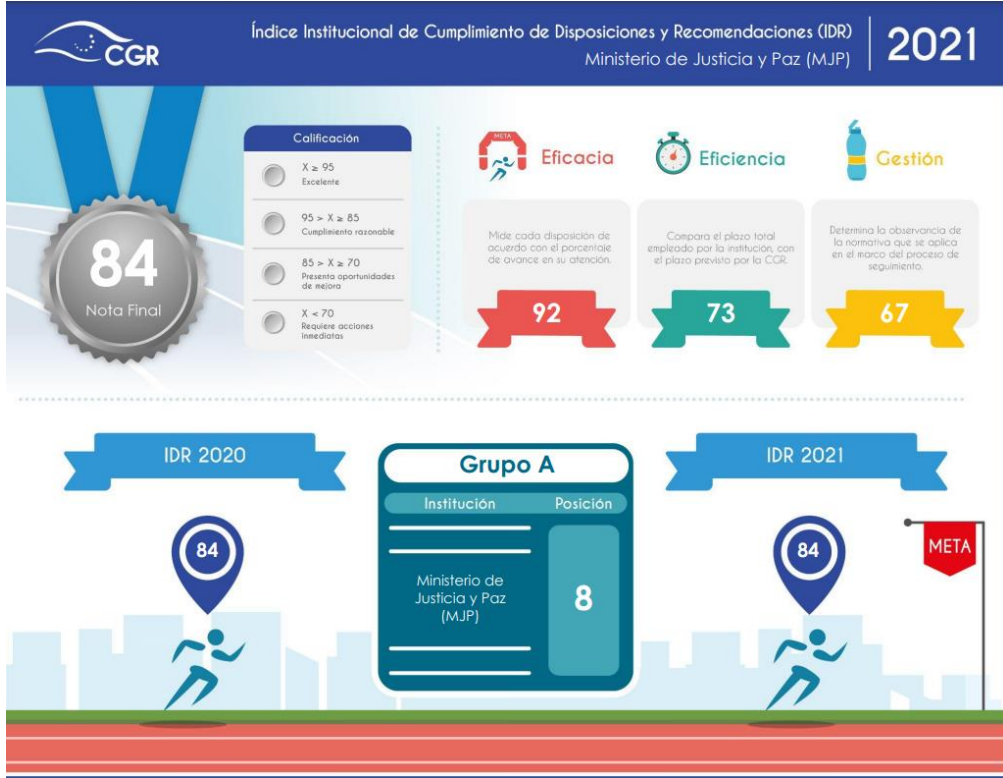 CGR
Índice Institucional de Cumplimiento de Disposiciones y Recomendaciones (IDR)
Ministerio de Justicia y Paz (MJP)
2021
84
Nota Final
Calificación
X ≥ 95
Excelente
95 > X ≥ 85
Cumplimiento razonable
85 > X ≥ 70
Presenta oportunidades
de mejora
X < 70
Requiere acciones
inmediatas
META
Eficacia
Mide cada disposición de
acuerdo con el porcentaje
de avance en su atención.
92
Eficiencia
Compara el plazo total
empleado por la institución, con
el plazo previsto por la CGR.
73
Gestión
Determina la observancia de
la normativa que se aplica
en el marco del proceso de
seguimiento.
67
IDR 2020
84
Grupo A
Institución Posición
Ministerio de
Justicia y Paz
(MJP)
8
IDR 2021
84
META